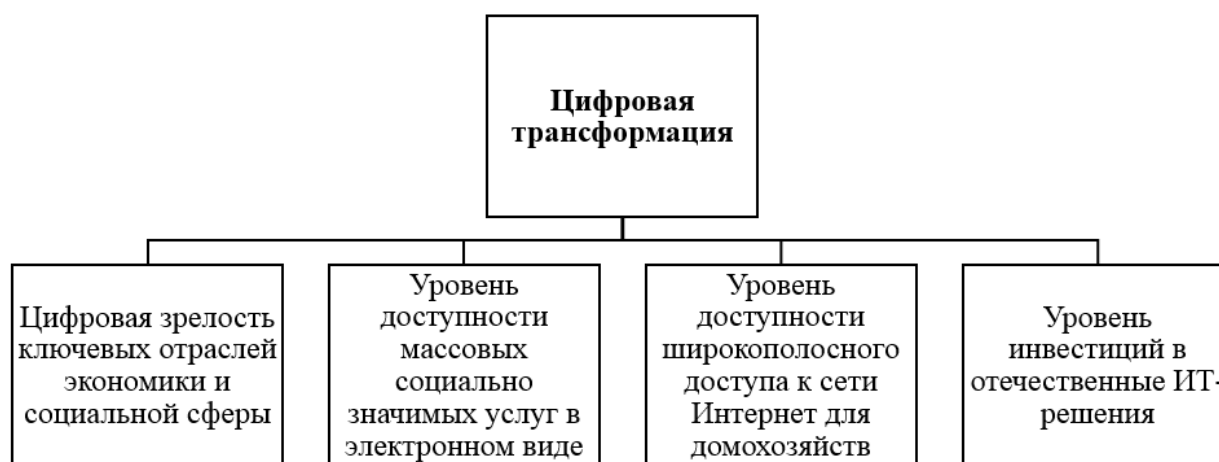 Цифровая
трансформация
Цифровая зрелость
ключевых отраслей
экономики и
социальной сферы
Уровень
доступности
массовых
социально
значимых услуг в
электронном виде
Уровень
доступности
широкополосного
доступа к сети
Интернет для
домохозяйств
Уровень
инвестиций в
отечественные ИТ-
решения